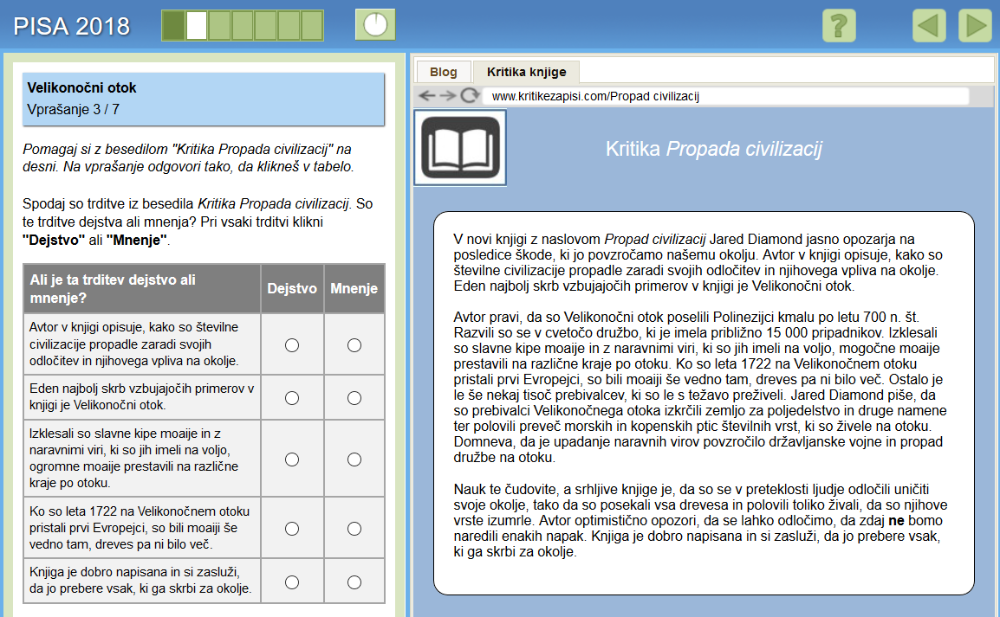 PISA 2018
?
Velikonočni otok
Vprašanje 3 / 7
Pomagaj si z besedilom "Kritika Propada civilizacij" na
desni. Na vprašanje odgovori tako, da klikneš v tabelo.
Spodaj so trditve iz besedila Kritika Propada civilizacij. So
te trditve dejstva ali mnenja? Pri vsaki trditvi klikni
"Dejstvo" ali "Mnenje".
Ali je ta trditev dejstvo ali
mnenje?
Dejstvo
Mnenje
Avtor v knjigi opisuje, kako so številne
civilizacije propadle zaradi svojih
odločitev in njihovega vpliva na okolje.
Eden najbolj skrb vzbujajočih primerov v
knjigi je Velikonočni otok.
Izklesali so slavne kipe moaije in z
naravnimi viri, ki so jih imeli na voljo,
ogromne moaije prestavili na različne
kraje po otoku.
Ko so leta 1722 na Velikonočnem otoku
pristali prvi Evropejci, so bili moaiji še
vedno tam, dreves pa ni bilo več.
Knjiga je dobro napisana in si zasluži,
da jo prebere vsak, ki ga skrbi za okolje.
Blog
Kritika knjige
www.kritikezapisi.com/Propad civilizacij
Kritika Propada civilizacij
V novi knjigi z naslovom Propad civilizacij Jared Diamond jasno opozarja na
posledice škode, ki jo povzročamo našemu okolju. Avtor v knjigi opisuje, kako so
številne civilizacije propadle zaradi svojih odločitev in njihovega vpliva na okolje.
Eden najbolj skrb vzbujajočih primerov v knjigi je Velikonočni otok.
Avtor pravi, da so Velikonočni otok poselili Polinezijci kmalu po letu 700 n. št.
Razvili so se v cvetočo družbo, ki je imela približno 15 000 pripadnikov. Izklesali
so slavne kipe moaije in z naravnimi viri, ki so jih imeli na voljo, mogočne moaije
prestavili na različne kraje po otoku. Ko so leta 1722 na Velikonočnem otoku
pristali prvi Evropejci, so bili moaiji še vedno tam, dreves pa ni bilo več. Ostalo je
le še nekaj tisoč prebivalcev, ki so le s težavo preživeli. Jared Diamond piše, da
so prebivalci Velikonočnega otoka izkrčili zemljo za poljedelstvo in druge namene
ter polovili preveč morskih in kopenskih ptic številnih vrst, ki so živele na otoku.
Domneva, da je upadanje naravnih virov povzročilo državljanske vojne in propad
družbe na otoku.
Nauk te čudovite, a srhljive knjige je, da so se v preteklosti ljudje odločili uničiti
svoje okolje, tako da so posekali vsa drevesa in polovili toliko živali, da so njihove
vrste izumrle. Avtor optimistično opozori, da se lahko odločimo, da zdaj ne bomo
naredili enakih napak. Knjiga je dobro napisana in si zasluži, da jo prebere vsak,
ki ga skrbi za okolje.